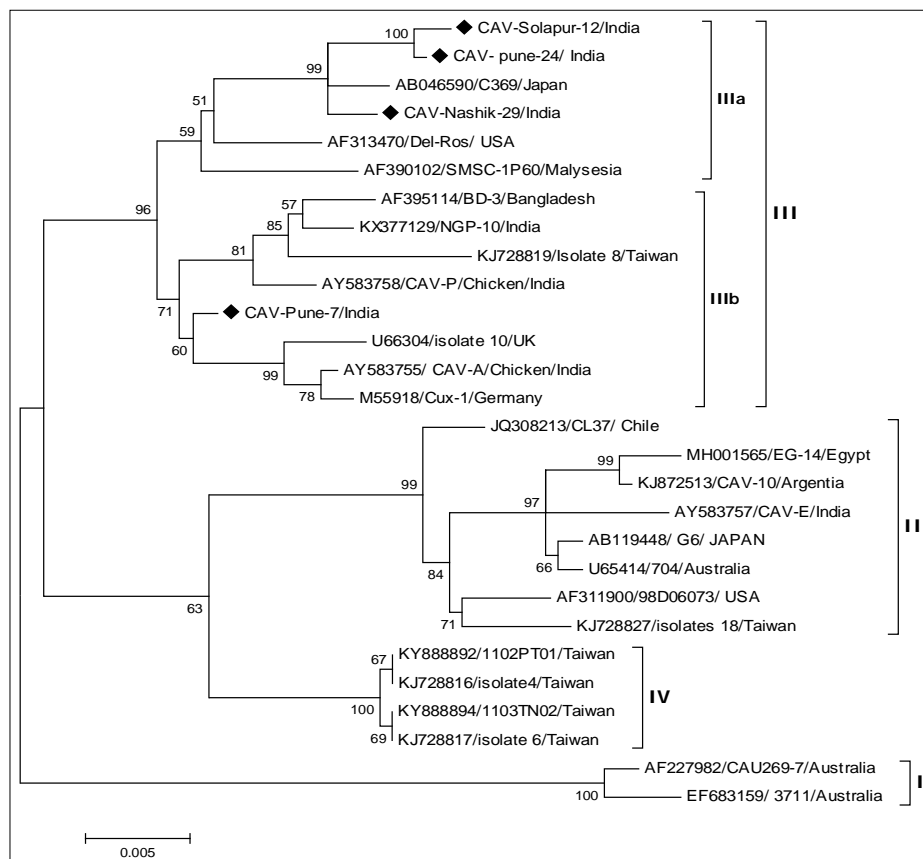 CAV-Solapur-12/India
100
CAV- pune-24/ India
99
AB046590/C369/Japan
IIIa
51
CAV-Nashik-29/India
59
AF313470/Del-Ros/ USA
AF390102/SMSC-1P60/Malysesia
96
III
57
AF395114/BD-3/Bangladesh
85
KX377129/NGP-10/India
81
KJ728819/Isolate 8/Taiwan
AY583758/CAV-P/Chicken/India
IIIb
71
CAV-Pune-7/India
60
U66304/isolate 10/UK
99
AY583755/ CAV-A/Chicken/India
78
M55918/Cux-1/Germany
JQ308213/CL37/ Chile
99
MH001565/EG-14/Egypt
99
KJ872513/CAV-10/Argentia
97
AY583757/CAV-E/India
II
AB119448/ G6/ JAPAN
84
66
U65414/704/Australia
63
AF311900/98D06073/ USA
71
KJ728827/isolates 18/Taiwan
67
KY888892/1102PT01/Taiwan
KJ728816/isolate4/Taiwan
IV
100
KY888894/1103TN02/Taiwan
69
KJ728817/isolate 6/Taiwan
AF227982/CAU269-7/Australia
I
100
EF683159/ 3711/Australia
0.005